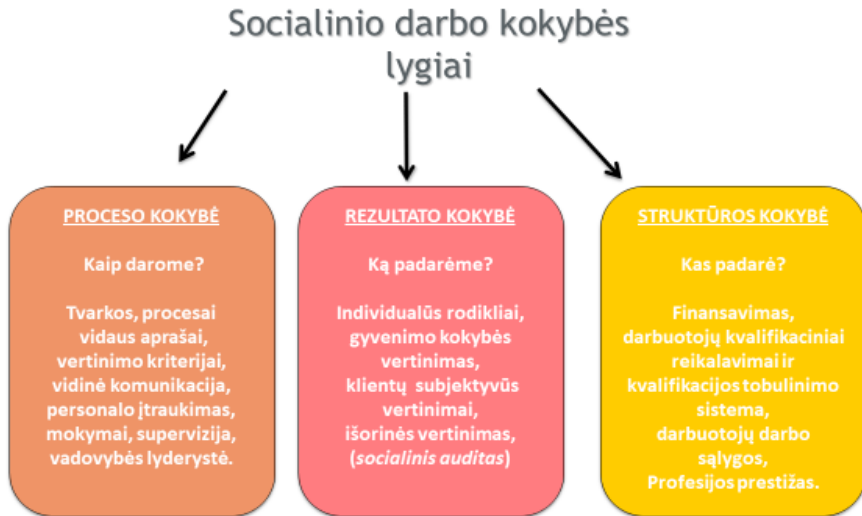 Socialinio darbo kokybės
lygiai
PROCESO KOKYBĖ
Kaip darome?
Tvarkos, procesai
vidaus aprašai,
vertinimo kriterijai,
vidinė komunikacija,
personalo įtraukimas,
mokymai, supervizija,
vadovybės lyderystė.
REZULTATO KOKYBĖ
Ką padarėme?
Individualūs rodikliai,
gyvenimo kokybės
vertinimas,
klientų subjektyvūs
vertinimai,
išorinės vertinimas,
(socialinis auditas)
STRUKTŪROS KOKYBĖ
Kas padarė?
Finansavimas,
darbuotojų kvalifikaciniai
reikalavimai ir
kvalifikacijos tobulinimo
sistema,
darbuotojų darbo
sąlygos,
Profesijos prestižas.